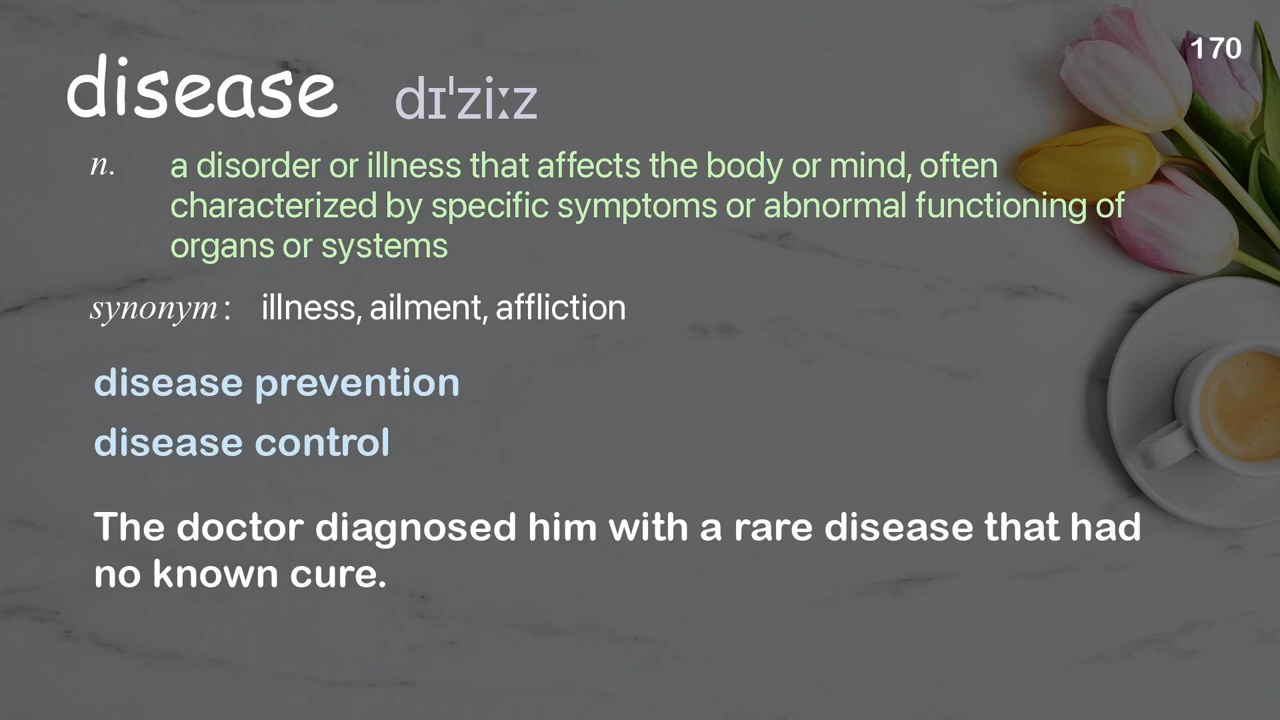 170
disease dɪˈziːz
n. a disorder or illness that affects the body or mind, often
characterized by specific symptoms or abnormal functioning of
organs or systems
synonym: illness, ailment, affliction
disease prevention
disease control
The doctor diagnosed him with a rare disease that had
no known cure.